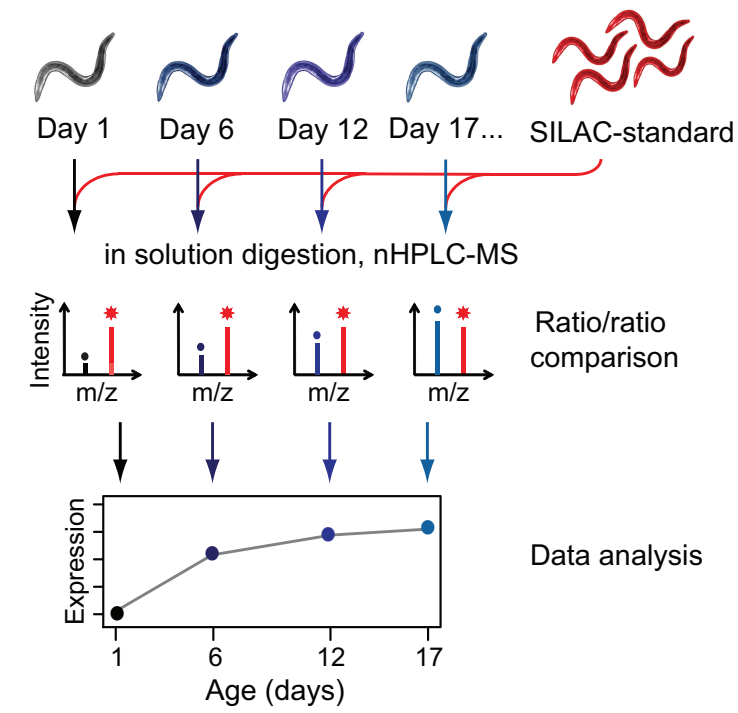 Day 1
Day 6
Day 12
Day 17...
SILAC-standard
in solution digestion, nHPLC-MS
Intensity
m/z
m/z
m/z
m/z
Ratio/ratio
comparison
Expression
1
6
12
17
Age (days)
Data analysis